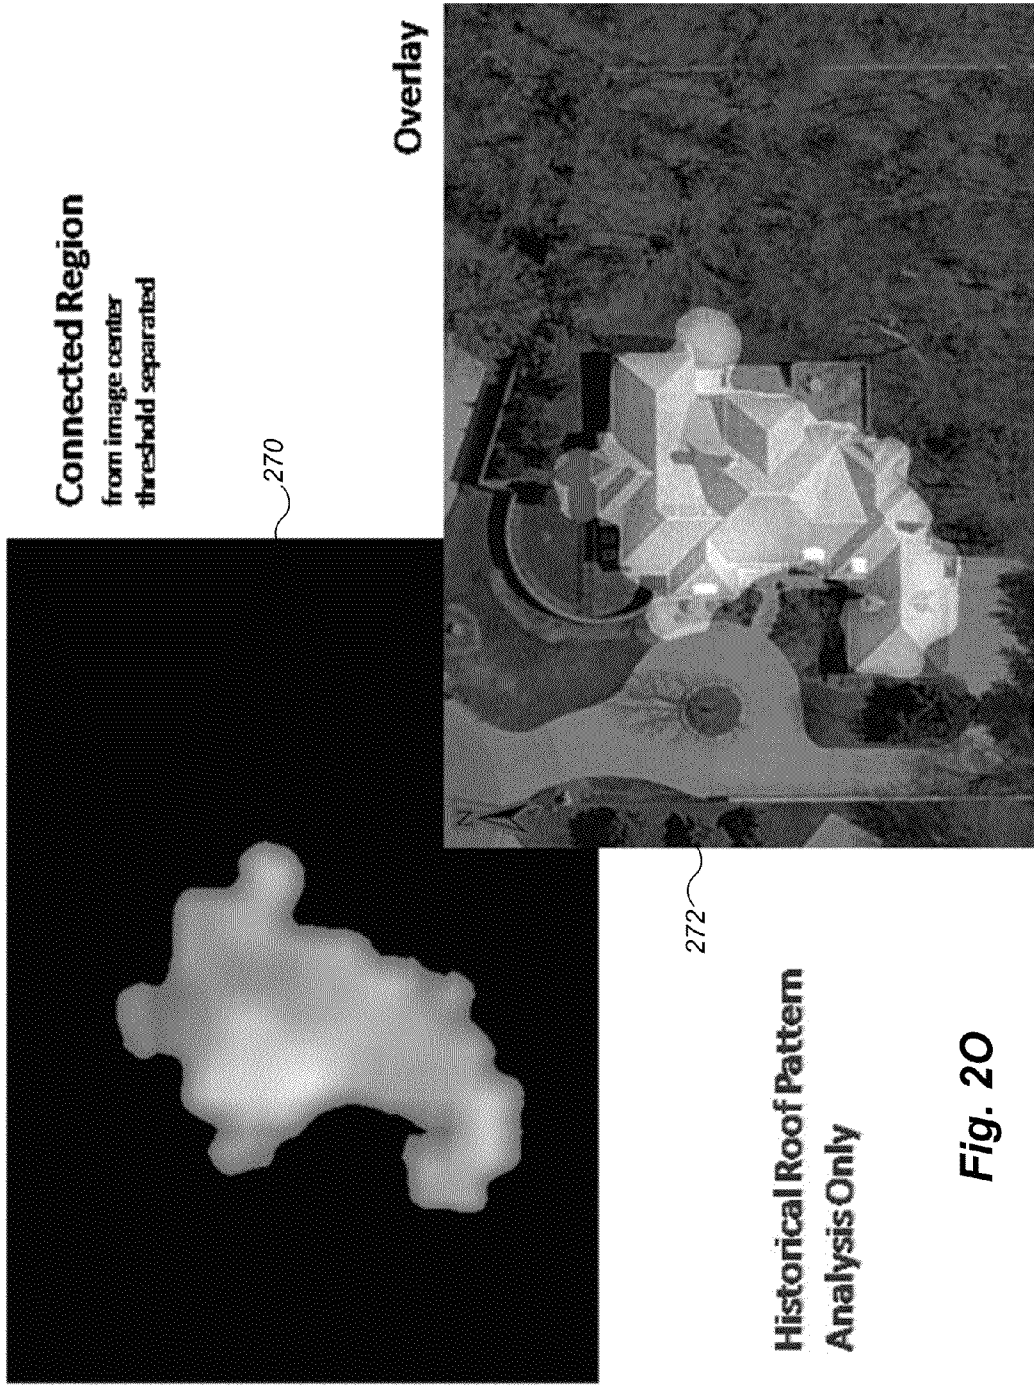 Connected Region
from image center
threshold separated
270
Overlay
272
N
Historical Roof Pattern
Analysis Only
Fig. 2O